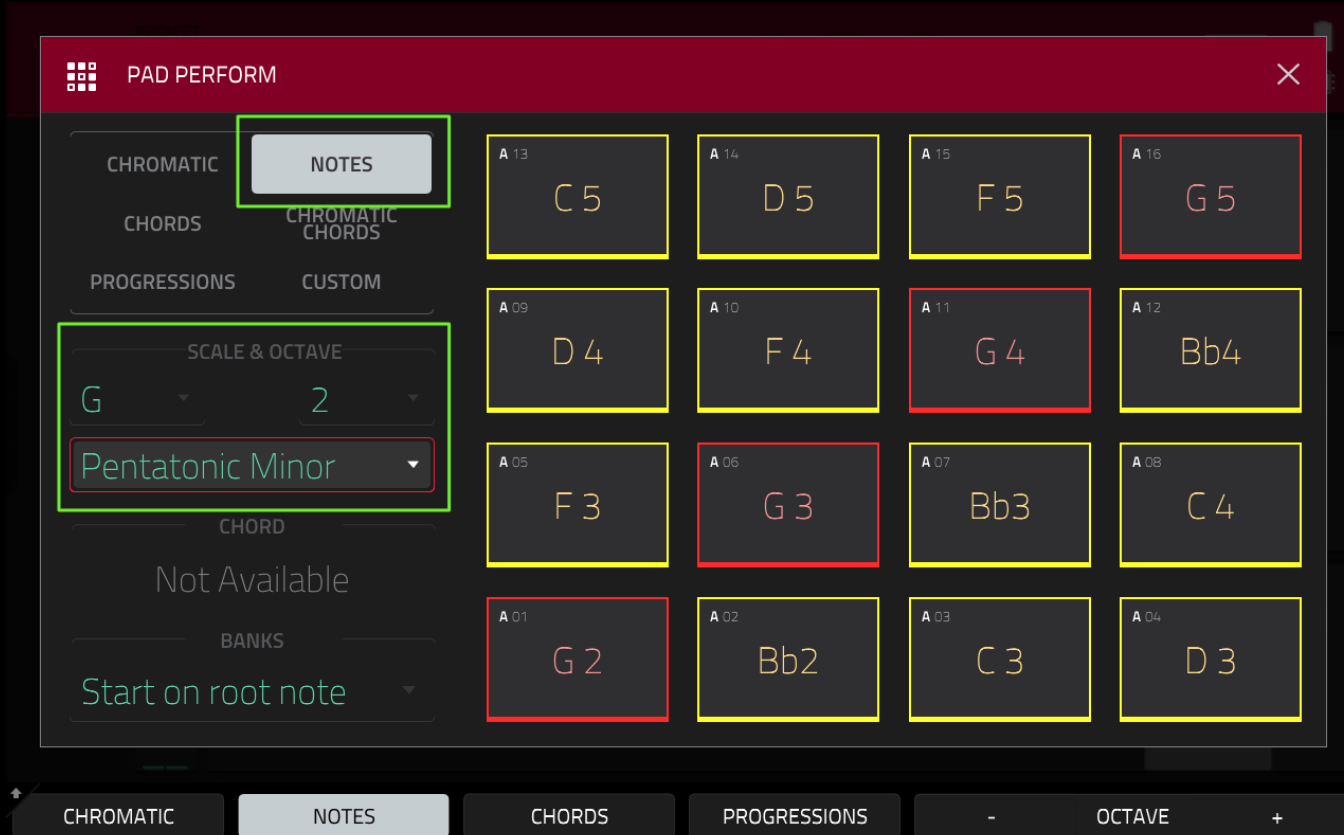 PAD PERFORM
CHROMATIC
NOTES
CHORDS
CHROMATIC
CHORDS
PROGRESSIONS
CUSTOM
SCALE & OCTAVE
G
2
Pentatonic Minor
CHORD
Not Available
BANKS
Start on root note
A 13
C 5
A 14
D 5
A 15
F 5
A 16
G 5
A 09
D 4
A 10
F 4
A 11
G 4
A 12
Bb4
A 05
F 3
A 06
G 3
A 07
Bb3
A 08
C 4
A 01
G 2
A 02
Bb2
A 03
C 3
A 04
D 3
CHROMATIC
NOTES
CHORDS
PROGRESSIONS
- OCTAVE +